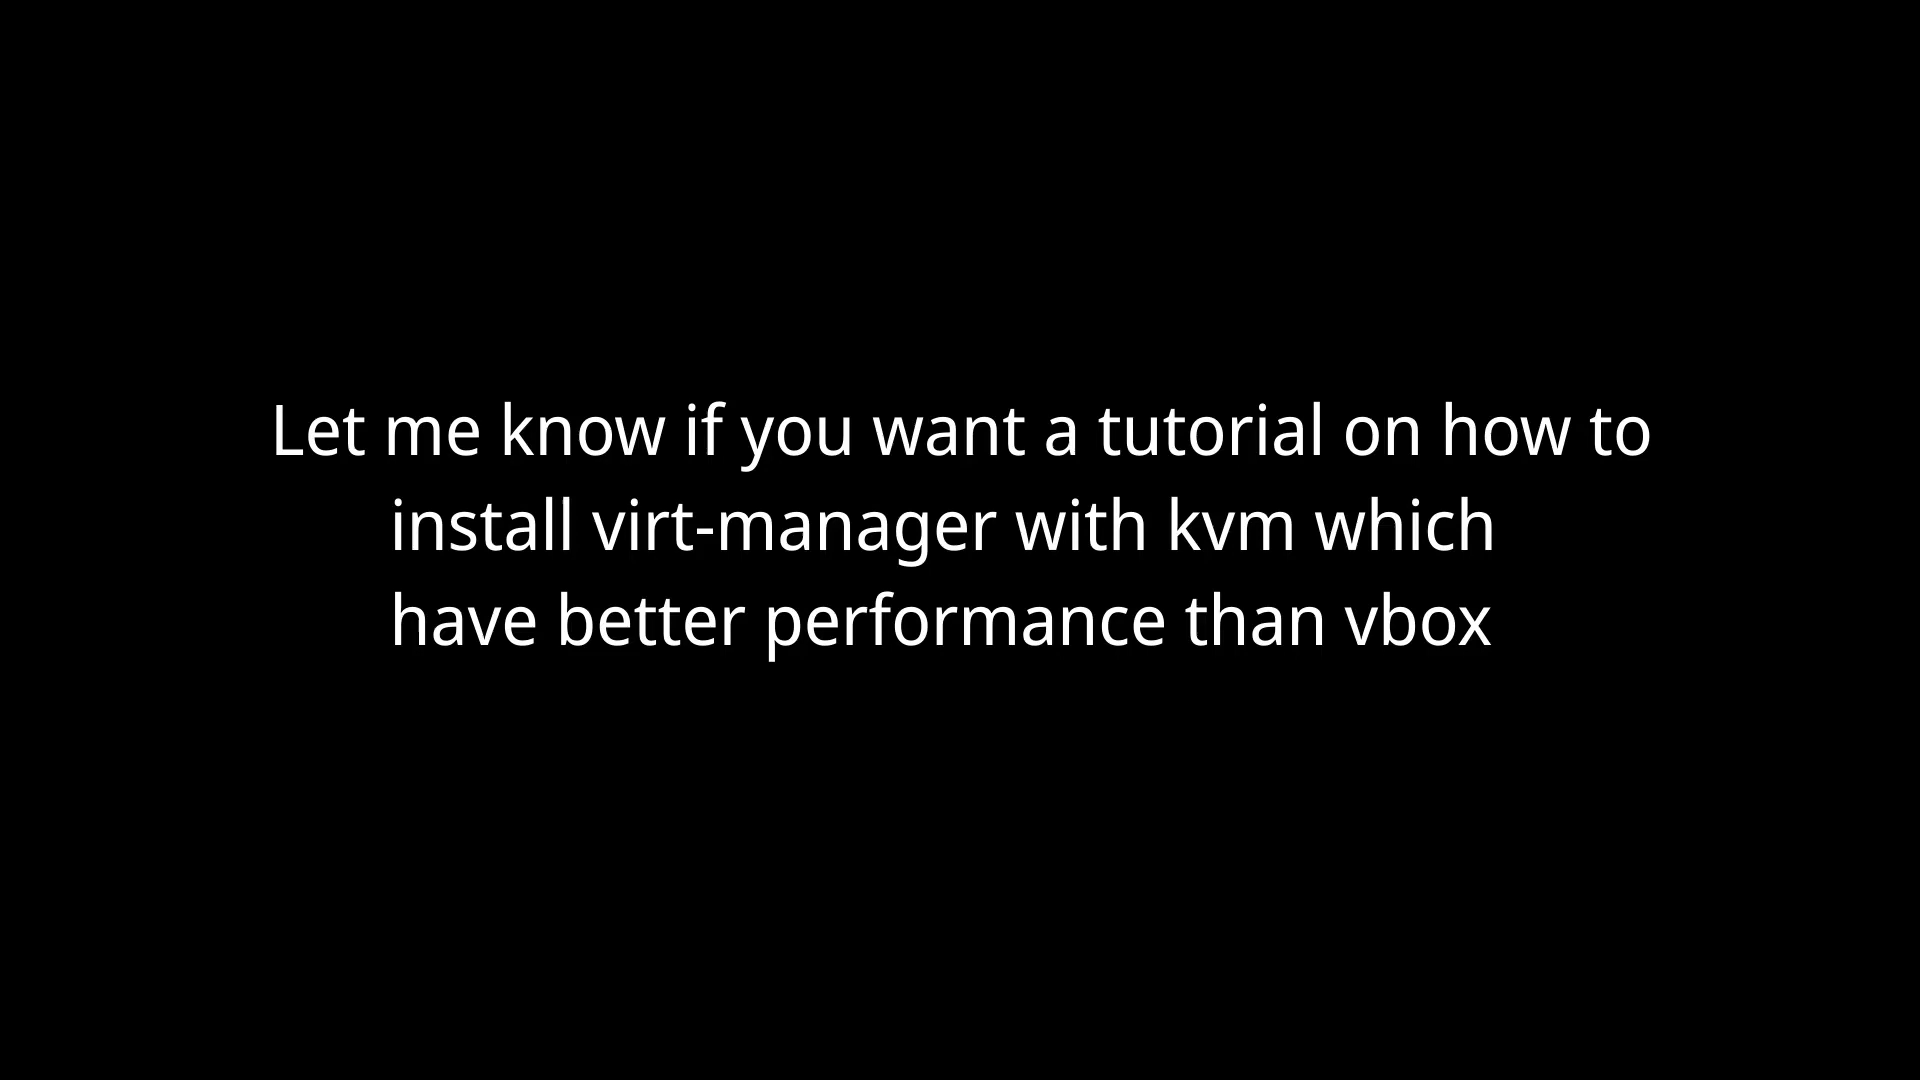 Let me know if you want a tutorial on how to
install virt-manager with kvm which
have better performance than vbox